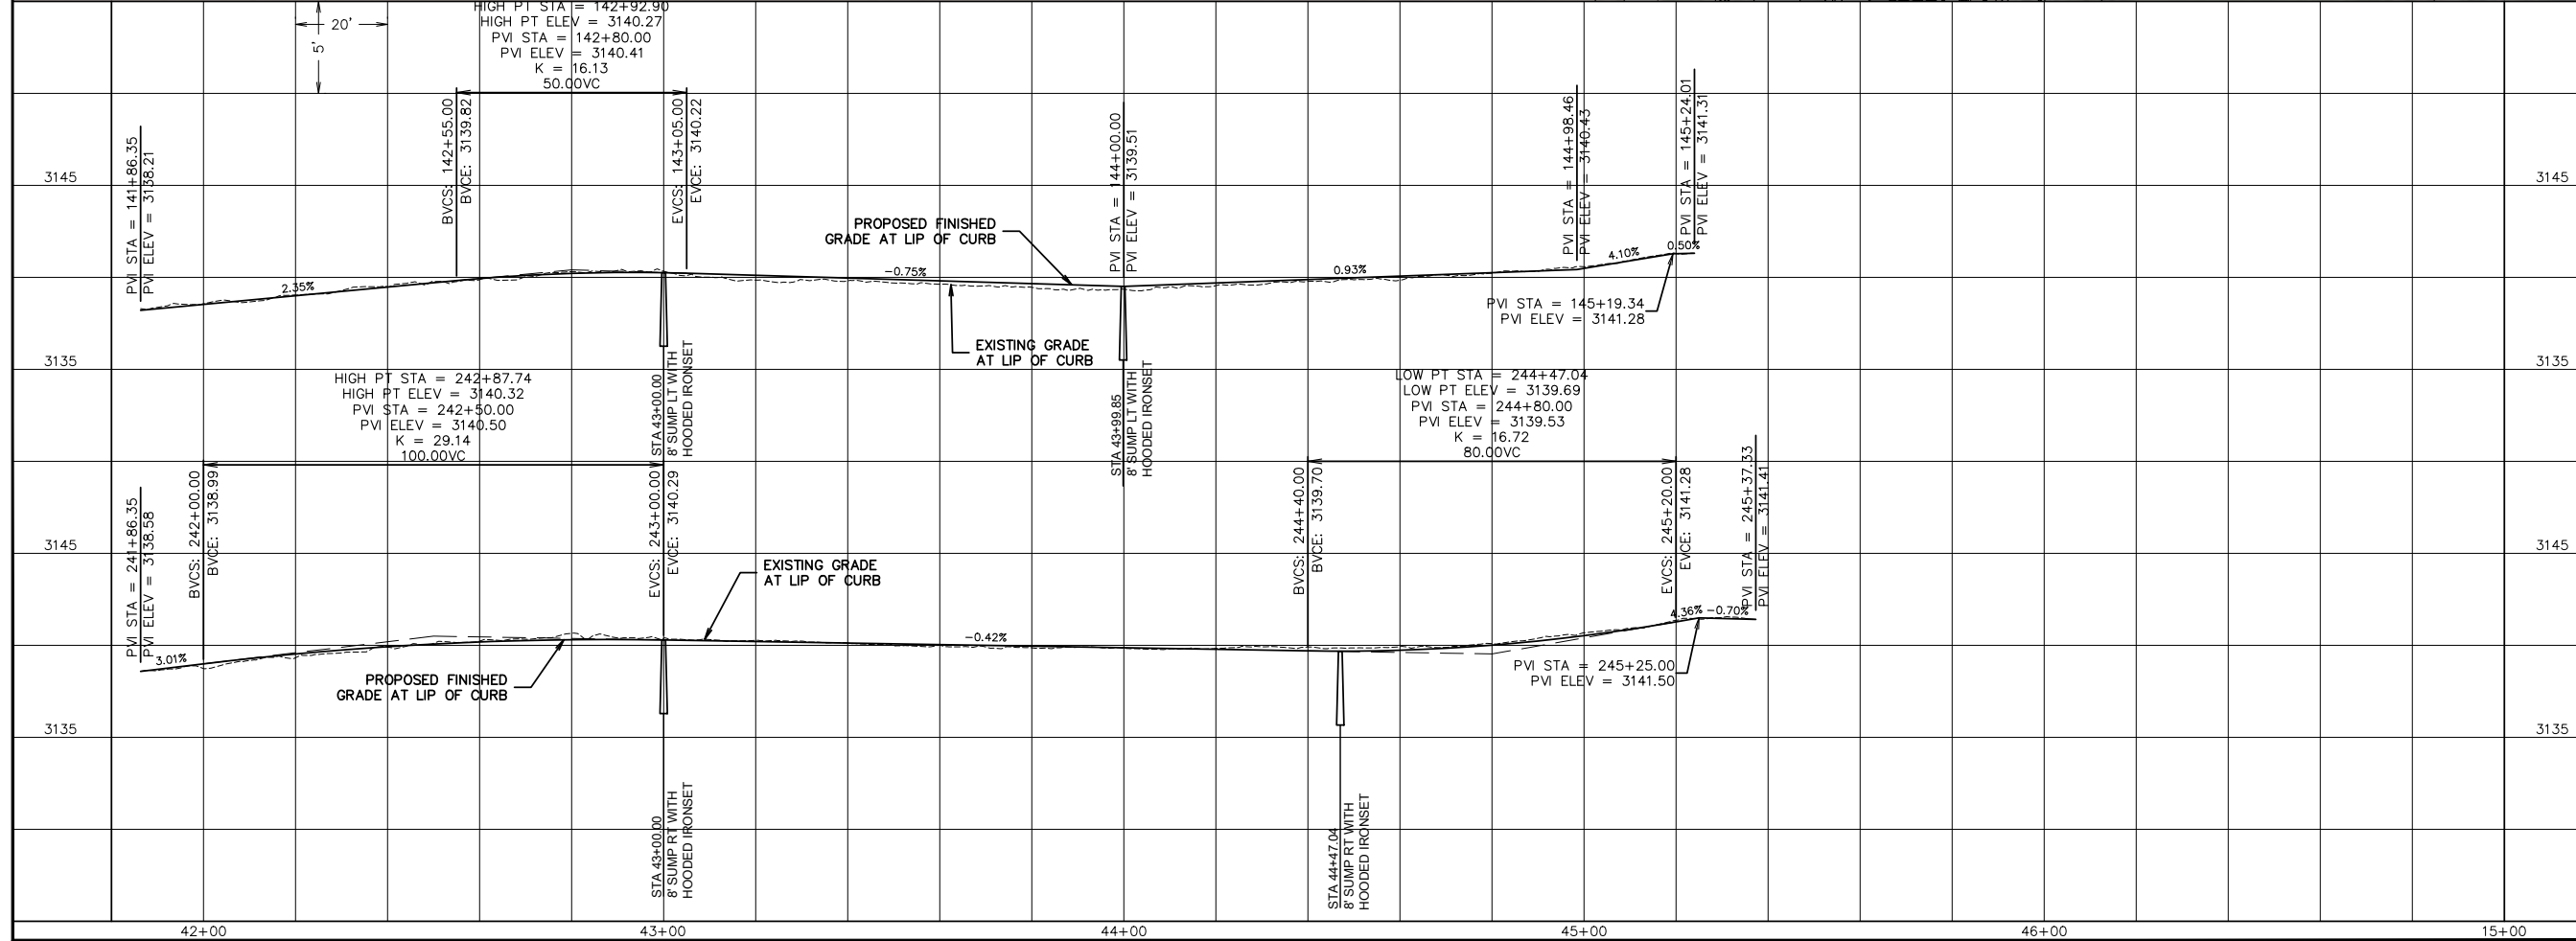 HIGH PT STA = 142+92.90
HIGH PT ELEV = 3140.27
PVI STA = 142+80.00
PVI ELEV = 3140.41
K = 16.13
50.00VC
20'
5'
BVCS: 142+55.00
BVCE: 3139.82
EVCS: 143+05.00
EVCE: 3140.22
PVI STA = 141+86.35
PVI ELEV = 3138.21
PVI STA = 144+00.00
PVI ELEV = 3139.51
PVI STA = 144+98.46
PVI ELEV = 3140.43
PVI STA = 145+24.01
PVI ELEV = 3141.31
3145
3145
PROPOSED FINISHED
GRADE AT LIP OF CURB
2.35%
-0.75%
0.93%
4.10%
0.50%
PVI STA = 145+19.34
PVI ELEV = 3141.28
EXISTING GRADE
AT LIP OF CURB
3135
3135
STA 43+00.00
8' SUMP LT WITH
HOODED IRONSET
STA 43+99.85
8' SUMP LT WITH
HOODED IRONSET
HIGH PT STA = 242+87.74
HIGH PT ELEV = 3140.32
PVI STA = 242+50.00
PVI ELEV = 3140.50
K = 29.14
100.00VC
LOW PT STA = 244+47.04
LOW PT ELEV = 3139.69
PVI STA = 244+80.00
PVI ELEV = 3139.53
K = 16.72
80.00VC
PVI STA = 241+86.35
PVI ELEV = 3138.58
BVCS: 242+00.00
BVCE: 3138.99
EVCS: 243+00.00
EVCE: 3140.29
BVCS: 244+40.00
BVCE: 3139.70
EVCS: 245+20.00
EVCE: 3141.28
PVI STA = 245+37.33
PVI ELEV = 3141.41
3145
3145
EXISTING GRADE
AT LIP OF CURB
3.01%
-0.42%
4.36%
-0.70%
PROPOSED FINISHED
GRADE AT LIP OF CURB
PVI STA = 245+25.00
PVI ELEV = 3141.50
3135
3135
STA 43+00.00
8' SUMP RT WITH
HOODED IRONSET
STA 44+47.04
8' SUMP RT WITH
HOODED IRONSET
42+00
43+00
44+00
45+00
46+00
15+00